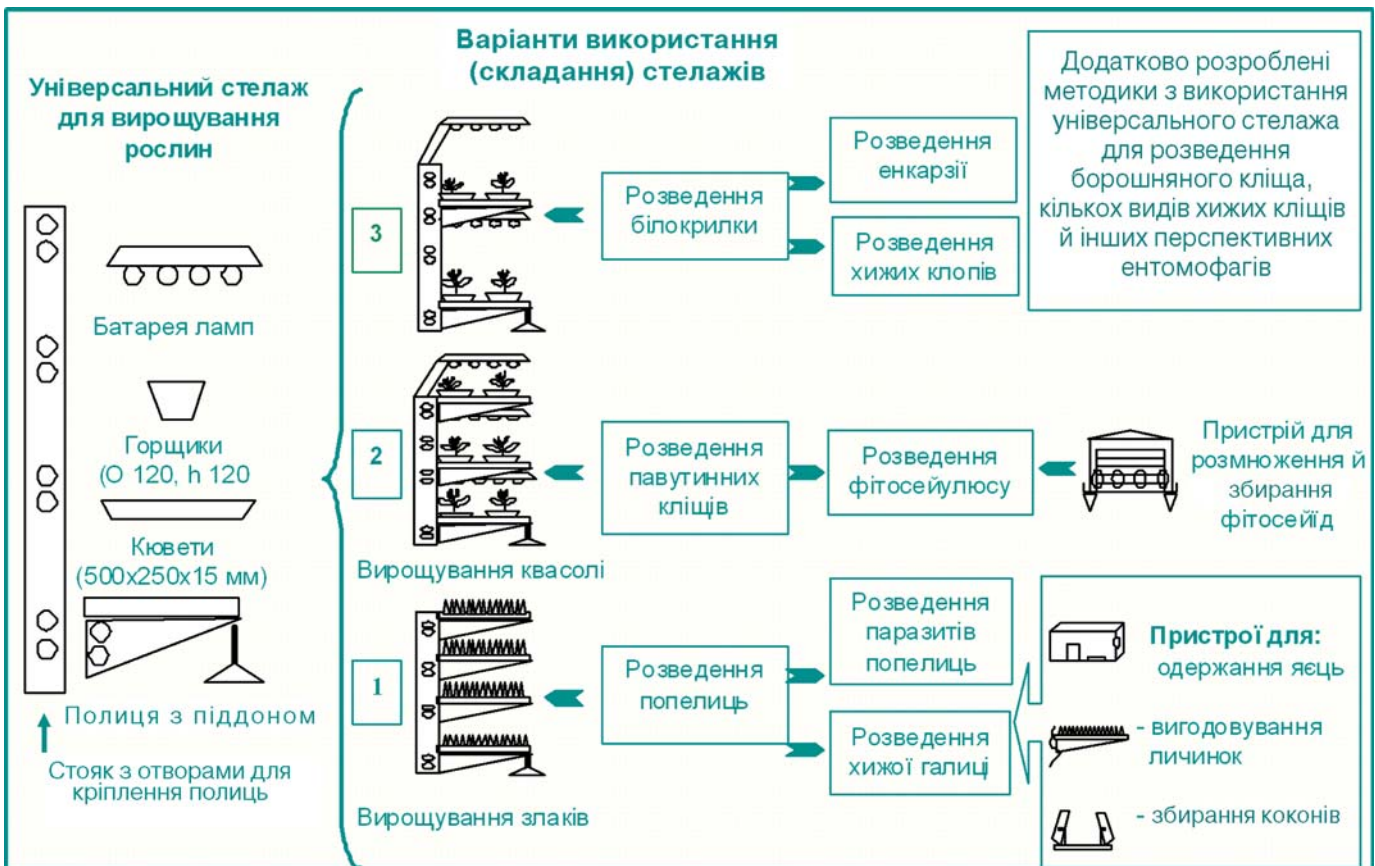 Універсальний стелаж
для вирощування
рослин
Батарея ламп
Горщики
(О 120, h 120
Кювети
(500х250х15 мм)
Полиця з піддоном
Стояк з отворами для
кріплення полиць
Варіанти використання
(складання) стелажів
3
Розведення
білокрилки
Розведення
енкарзії
Розведення
хижих клопів
Додатково розроблені
методики з використання
універсального стелажа
для розведення
борошняного кліща,
кількох видів хижих кліщів
й інших перспективних
ентомофагів
2
Вирощування квасолі
Розведення
павутинних
кліщів
Розведення
фітосейулюсу
Пристрій для
розмноження й
збирання
фітосейїд
1
Вирощування злаків
Розведення
попелиць
Розведення
паразитів
попелиць
Розведення
хижої галиці
Пристрої для:
одержання яєць
- вигодовування
личинок
- збирання коконів